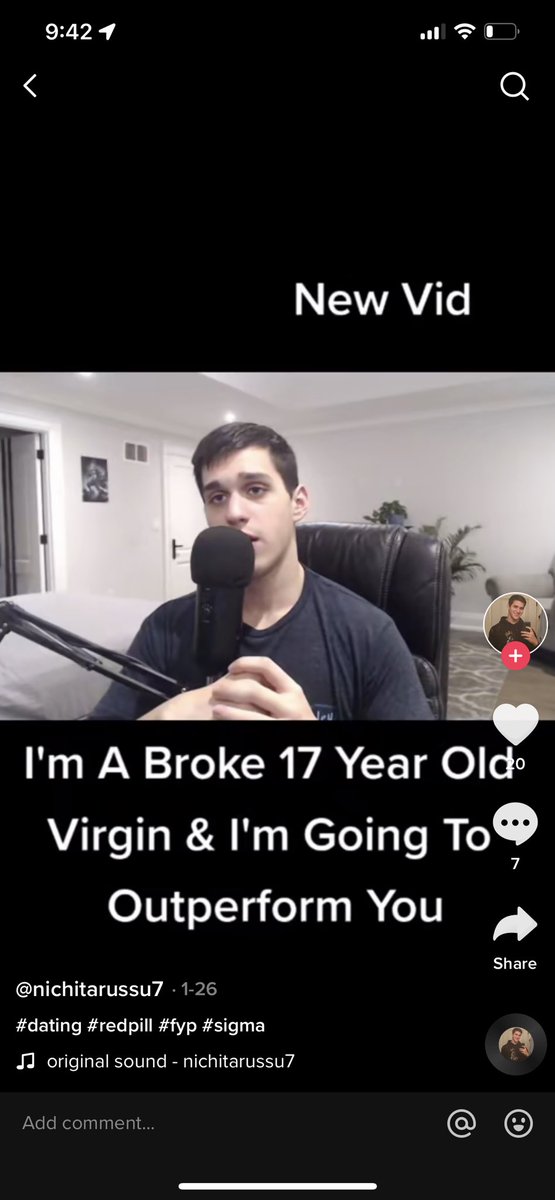 9:42
New Vid
I'm A Broke 17 Year Old
Virgin & I'm Going To
Outperform You
20
7
Share
@nichitarussu7 · 1-26
#dating #redpill #fyp #sigma
original sound - nichitarussu7
Add comment...